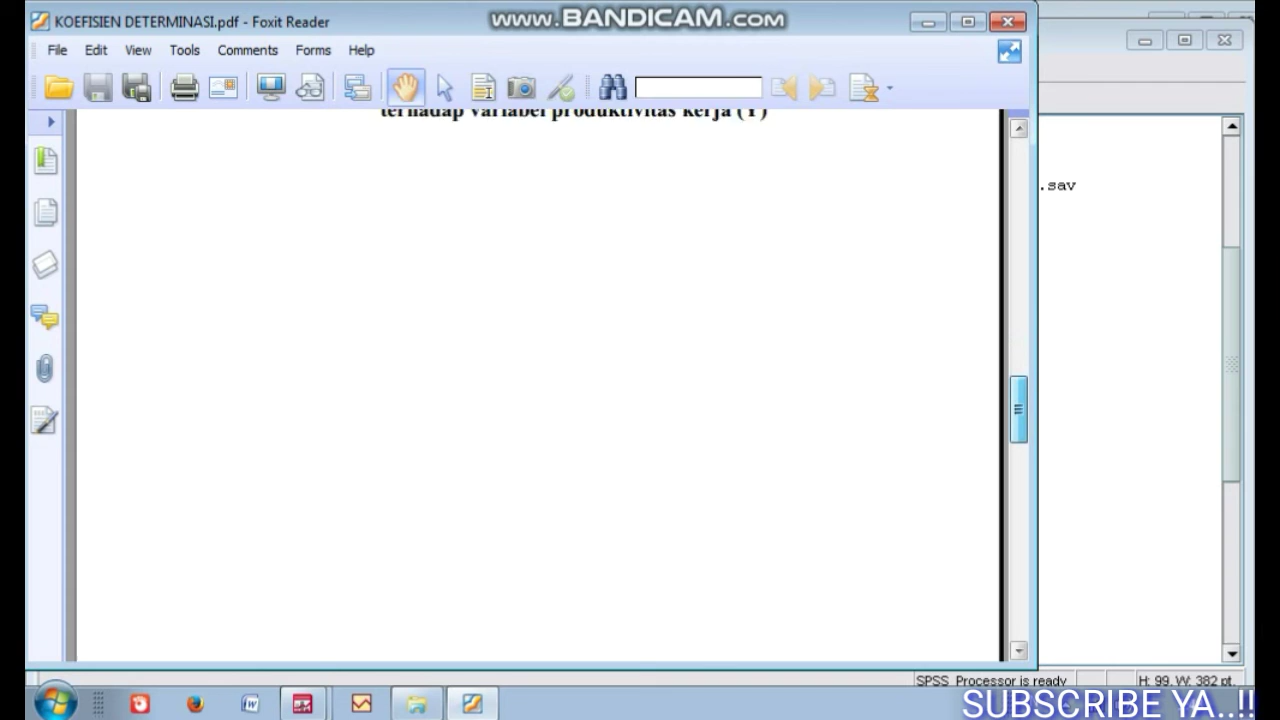 KOEFISIEN DETERMINASI.pdf - Foxit Reader
www.BANDICAM.com
File Edit View Tools Comments Forms Help
terhadap variabel produktivitas kerja (Y)
.sav
SPSS Processor is ready
H: 99, W: 382 pt.
SUBSCRIBE YA..!!